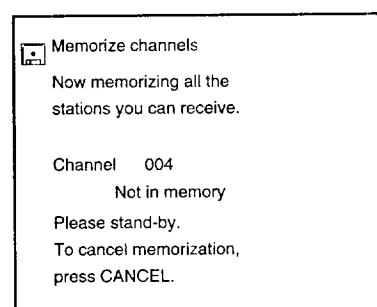 Memorize channels
Now memorizing all the
stations you can receive.
Channel 004
Not in memory
Please stand-by.
To cancel memorization,
press CANCEL.